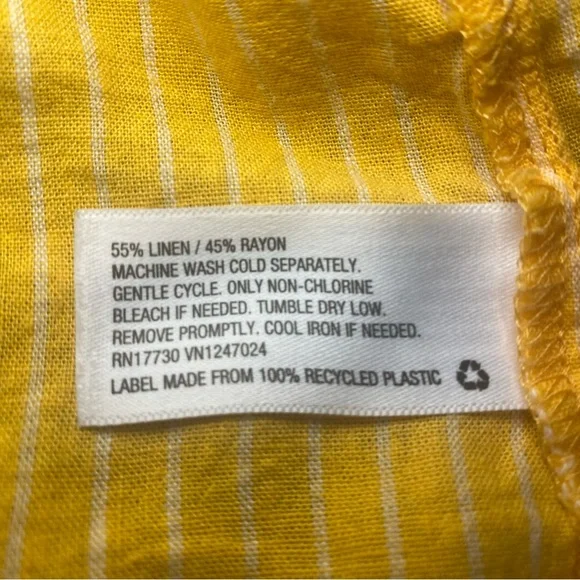 55% LINEN / 45% RAYON
MACHINE WASH COLD SEPARATELY.
GENTLE CYCLE. ONLY NON-CHLORINE
BLEACH IF NEEDED. TUMBLE DRY LOW.
REMOVE PROMPTLY. COOL IRON IF NEEDED.
RN17730 VN1247024
LABEL MADE FROM 100% RECYCLED PLASTIC